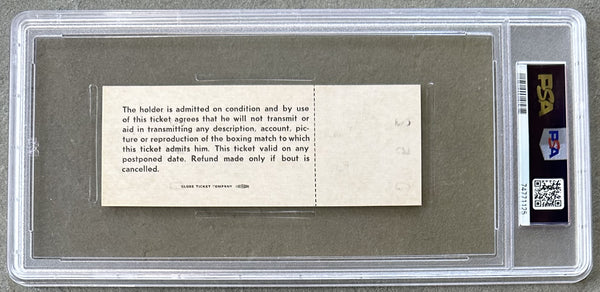 The holder is admitted on condition and by use
of this ticket agrees that he will not transmit or
aid in transmitting any description, account, pic-
ture or reproduction of the boxing match to which
this ticket admits him. This ticket valid on any
postponed date. Refund made only if bout is
cancelled.
GLOBE TICKET COMPANY
PSA
PSA
74771125